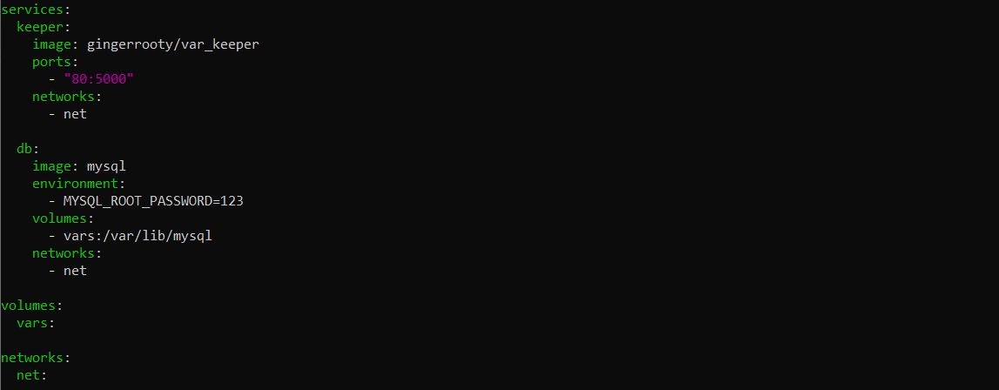 services:
  keeper:
    image: gingerrooty/var_keeper
    ports:
      - "80:5000"
    networks:
      - net

  db:
    image: mysql
    environment:
      - MYSQL_ROOT_PASSWORD=123
    volumes:
      - vars:/var/lib/mysql
    networks:
      - net

volumes:
  vars:

networks:
  net: